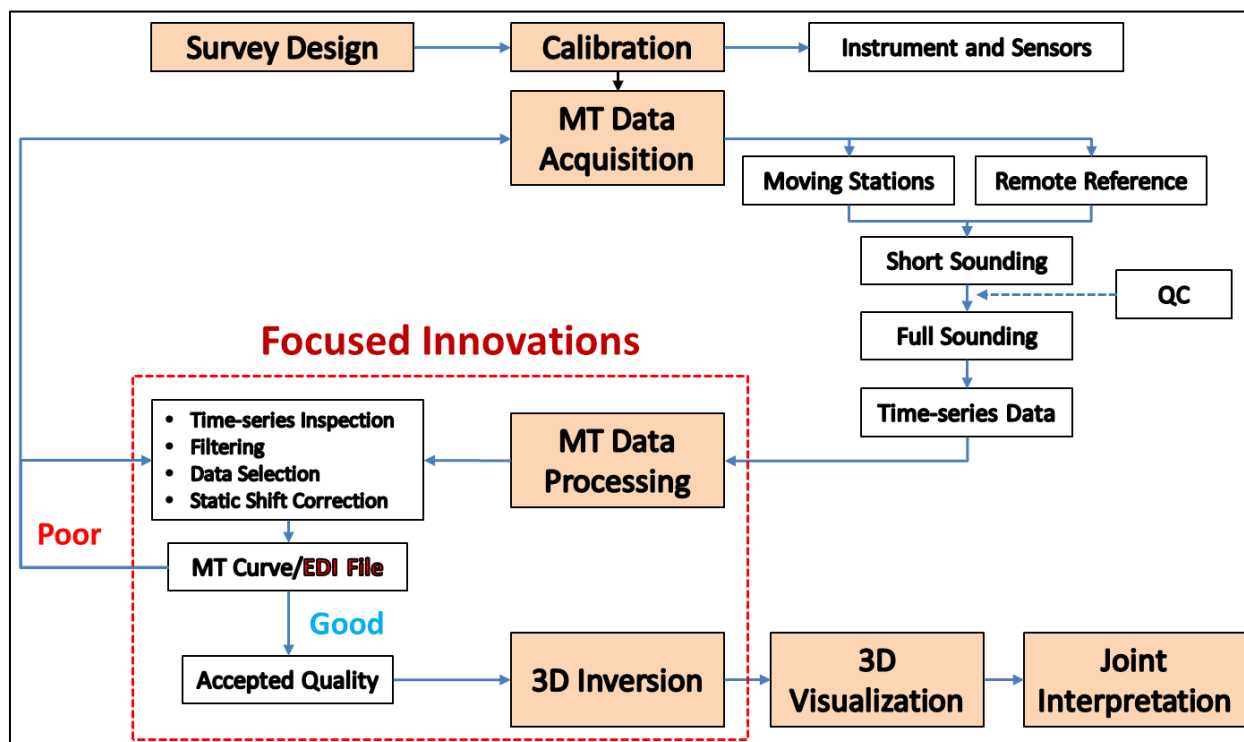 Survey Design
Calibration
Instrument and Sensors
MT Data
Acquisition
Moving Stations
Remote Reference
Short Sounding
QC
Full Sounding
Time-series Data
Focused Innovations
• Time-series Inspection
• Filtering
• Data Selection
• Static Shift Correction
MT Data
Processing
Poor
MT Curve/EDI File
Good
Accepted Quality
3D Inversion
3D
Visualization
Joint
Interpretation